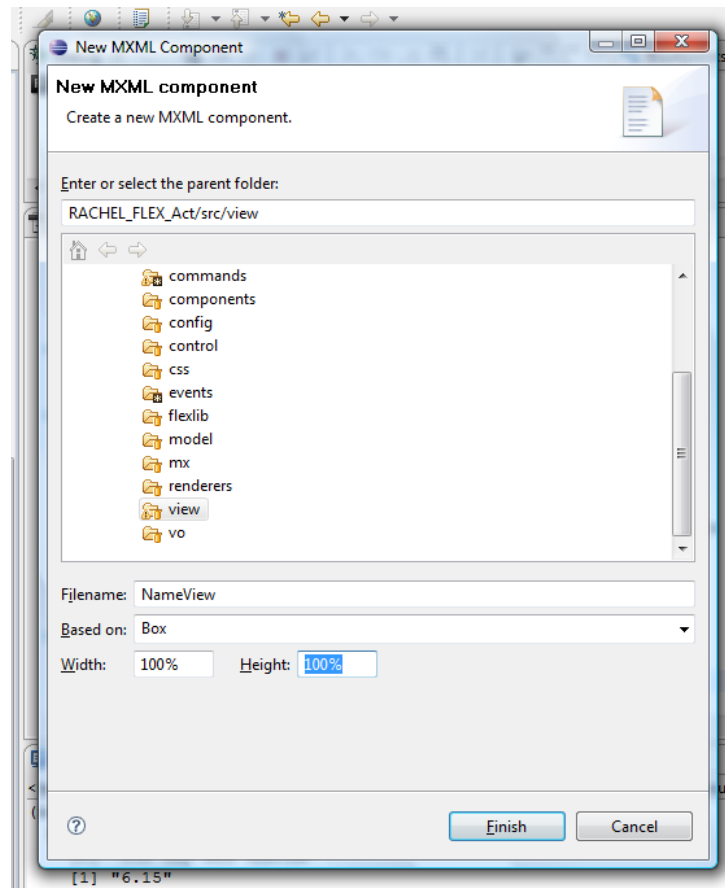 New MXML Component
New MXML component
Create a new MXML component.
Enter or select the parent folder:
RACHEL_FLEX_Act/src/view
commands
components
config
control
css
events
flexlib
model
mx
renderers
view
vo
Filename: NameView
Based on: Box
Width: 100% Height: 100%
Finish Cancel
[1] "6.15"